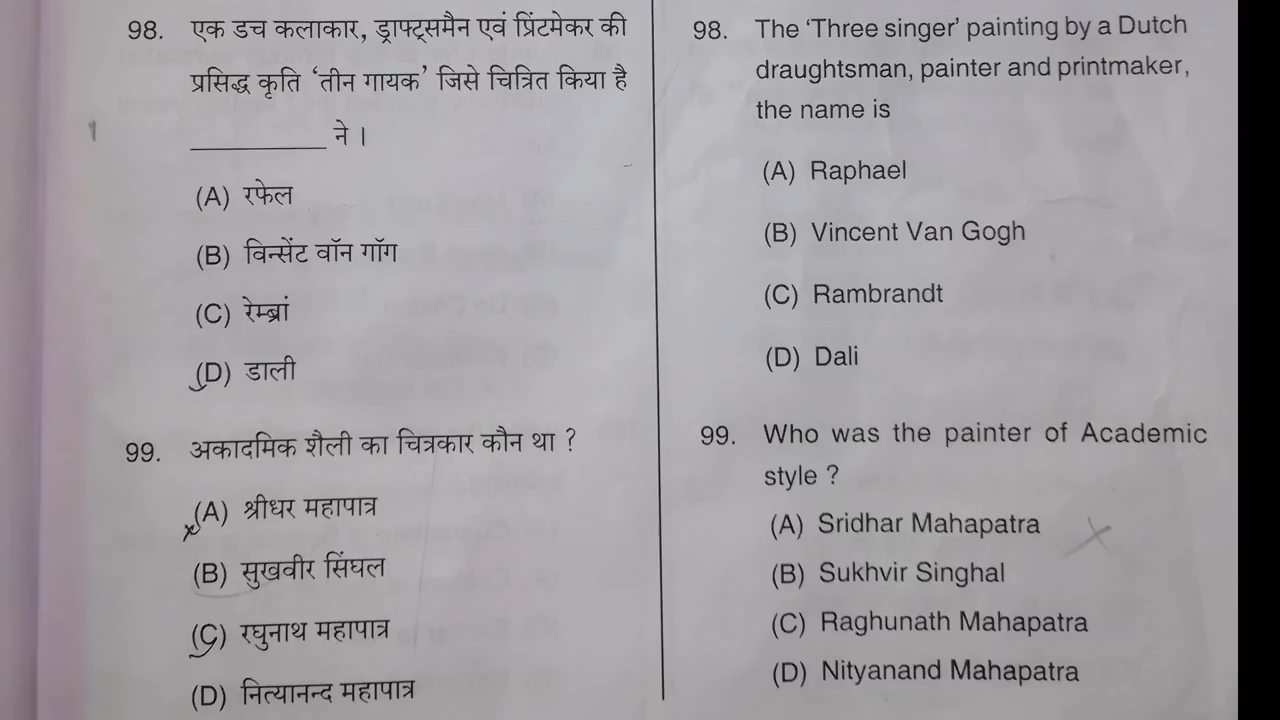 98. एक डच कलाकार, ड्राफ्ट्समैन एवं प्रिंटमेकर की
प्रसिद्ध कृति ‘तीन गायक’ जिसे चित्रित किया है
____________ ने ।
(A) रफेल
(B) विन्सेंट वॉन गॉग
(C) रेम्ब्रां
(D) डाली
99. अकादमिक शैली का चित्रकार कौन था ?
(A) श्रीधर महापात्र
(B) सुखवीर सिंघल
(C) रघुनाथ महापात्र
(D) नित्यानन्द महापात्र
98. The ‘Three singer’ painting by a Dutch
draughtsman, painter and printmaker,
the name is
(A) Raphael
(B) Vincent Van Gogh
(C) Rambrandt
(D) Dali
99. Who was the painter of Academic
style ?
(A) Sridhar Mahapatra
(B) Sukhvir Singhal
(C) Raghunath Mahapatra
(D) Nityanand Mahapatra